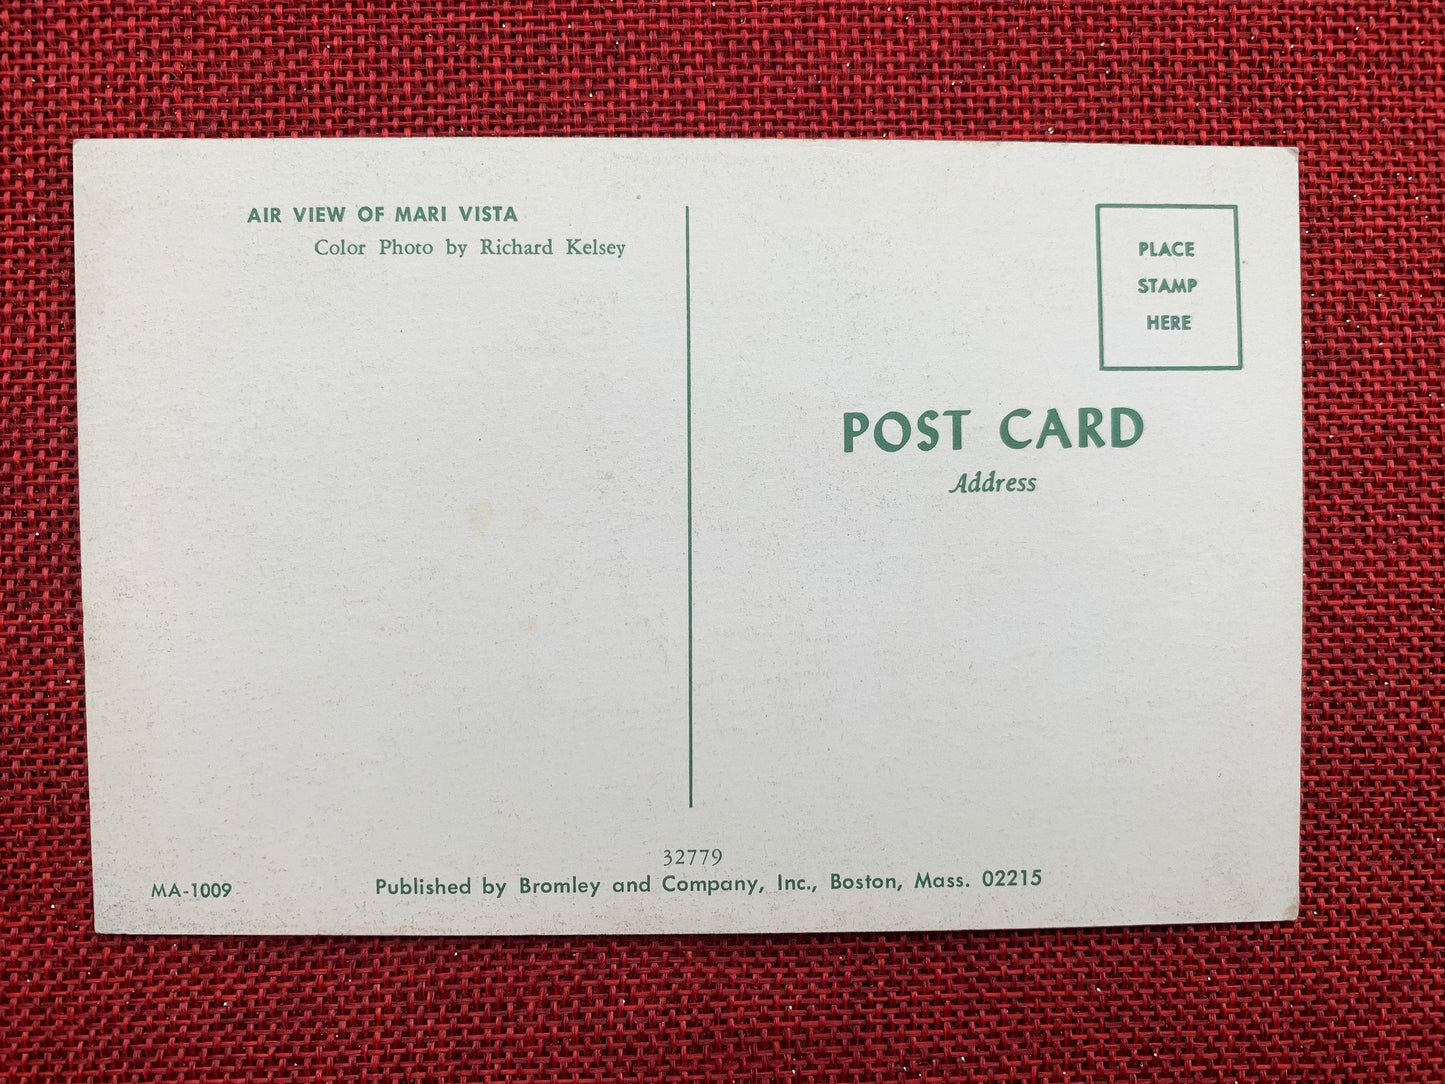 AIR VIEW OF MARI VISTA
Color Photo by Richard Kelsey
PLACE
STAMP
HERE
POST CARD
Address
32779
MA-1009
Published by Bromley and Company, Inc., Boston, Mass. 02215